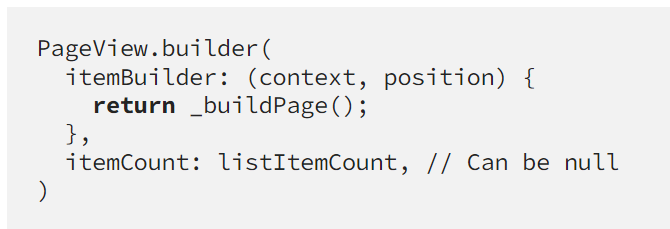 PageView.builder(
  itemBuilder: (context, position) {
    return _buildPage();
  },
  itemCount: listItemCount, // Can be null
)